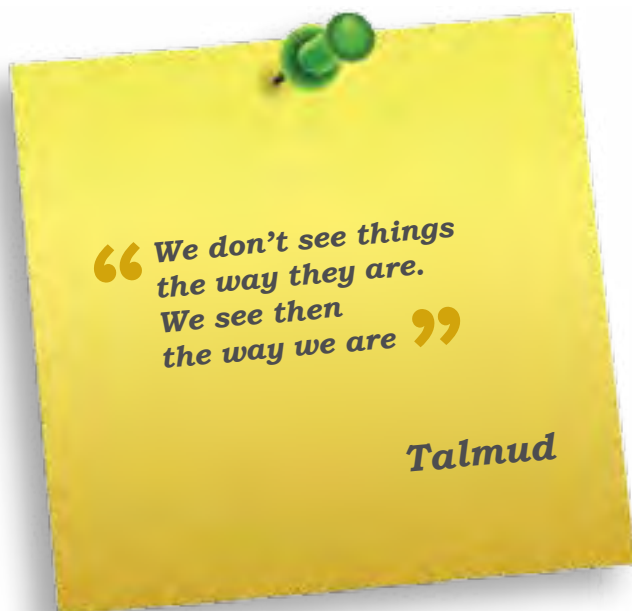 “ We don’t see things
the way they are.
We see then
the way we are ”
Talmud